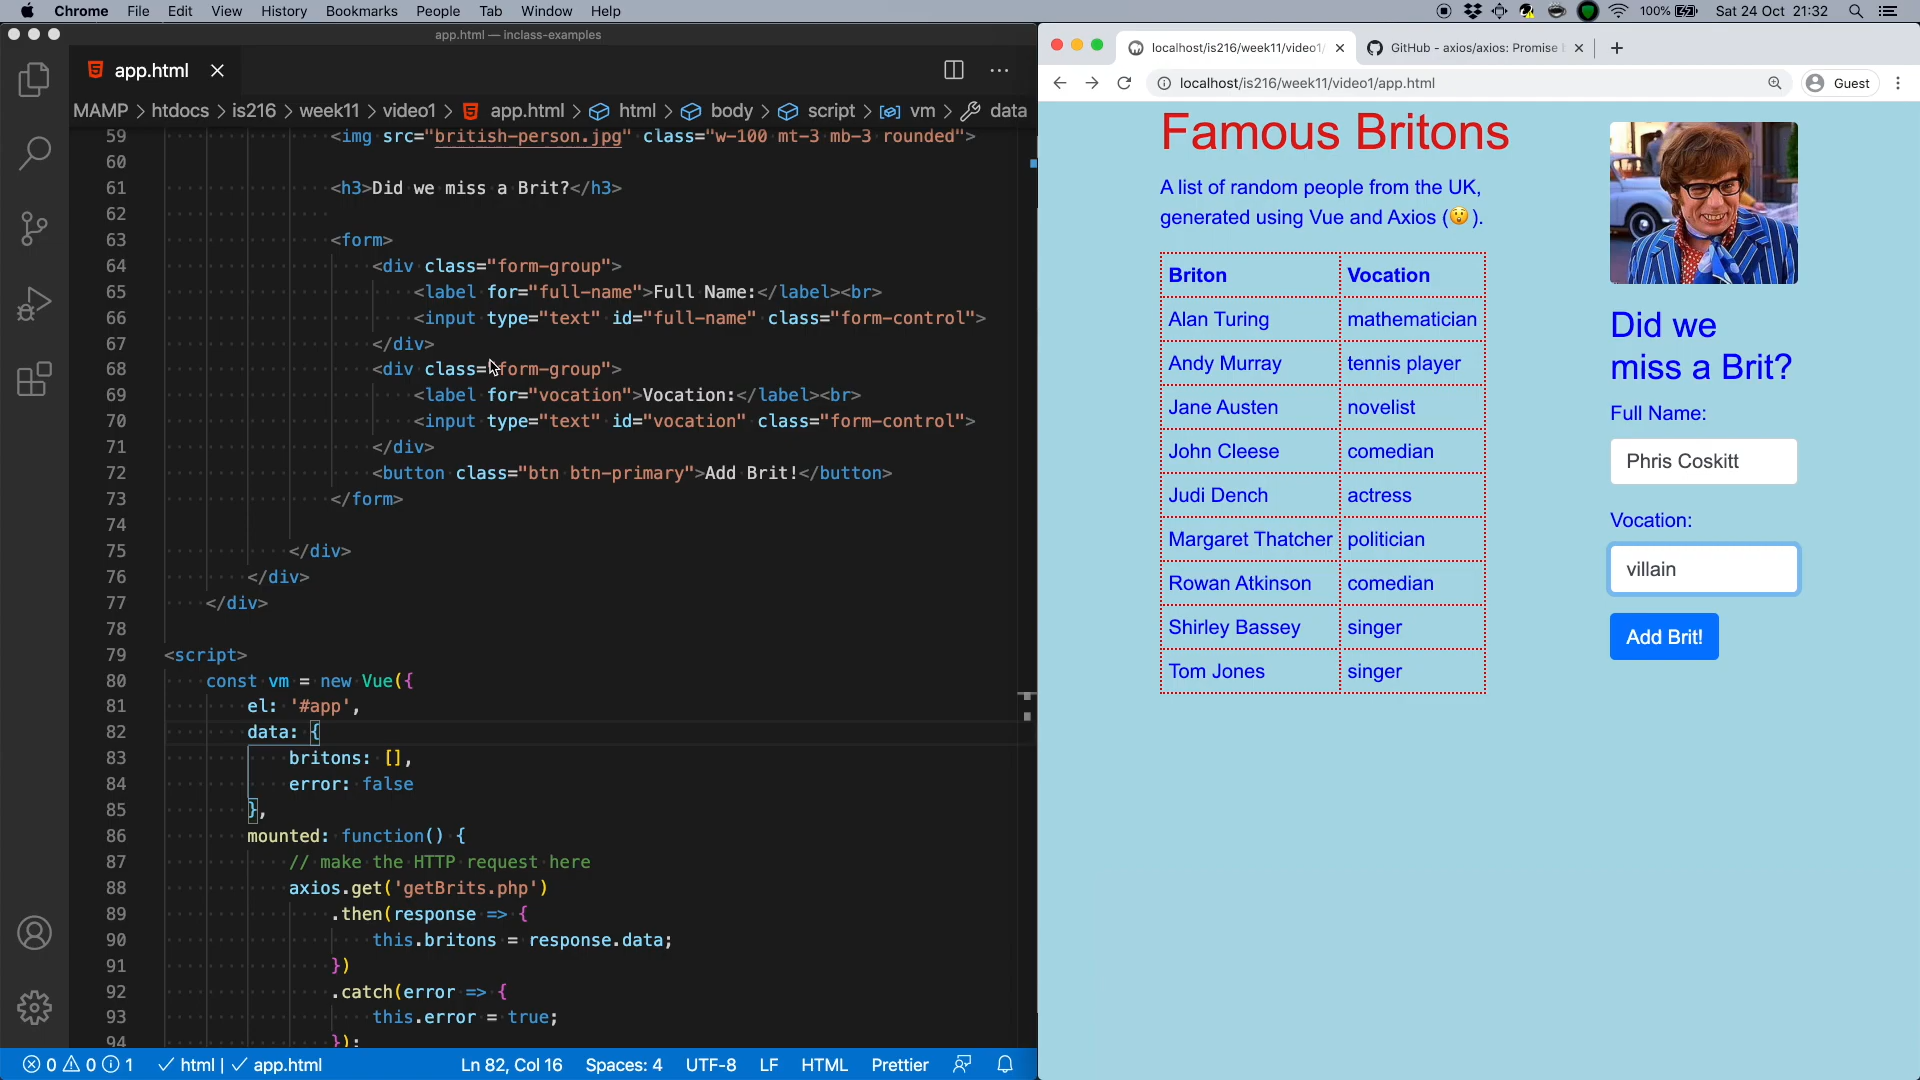 Chrome File Edit View History Bookmarks People Tab Window Help 100% Sat 24 Oct 21:32
app.html — inclass-examples
app.html
MAMP > htdocs > is216 > week11 > video1 > app.html > html > body > script > vm > data
59 <img src="british-person.jpg" class="w-100 mt-3 mb-3 rounded">
60
61 <h3>Did we miss a Brit?</h3>
62
63 <form>
64 <div class="form-group">
65 <label for="full-name">Full Name:</label><br>
66 <input type="text" id="full-name" class="form-control">
67 </div>
68 <div class="form-group">
69 <label for="vocation">Vocation:</label><br>
70 <input type="text" id="vocation" class="form-control">
71 </div>
72 <button class="btn btn-primary">Add Brit!</button>
73 </form>
74
75 </div>
76 </div>
77 </div>
78
79 <script>
80 const vm = new Vue({
81 el: '#app',
82 data: {
83 britons: [],
84 error: false
85 },
86 mounted: function() {
87 // make the HTTP request here
88 axios.get('getBrits.php')
89 .then(response => {
90 this.britons = response.data;
91 })
92 .catch(error => {
93 this.error = true;
94 });
0 0 1 html | app.html Ln 82, Col 16 Spaces: 4 UTF-8 LF HTML Prettier
localhost/is216/week11/video1/ GitHub - axios/axios: Promise
localhost/is216/week11/video1/app.html Guest
Famous Britons
A list of random people from the UK,
generated using Vue and Axios (😲).
Briton Vocation
Alan Turing mathematician
Andy Murray tennis player
Jane Austen novelist
John Cleese comedian
Judi Dench actress
Margaret Thatcher politician
Rowan Atkinson comedian
Shirley Bassey singer
Tom Jones singer
Did we
miss a Brit?
Full Name:
Phris Coskitt
Vocation:
villain
Add Brit!